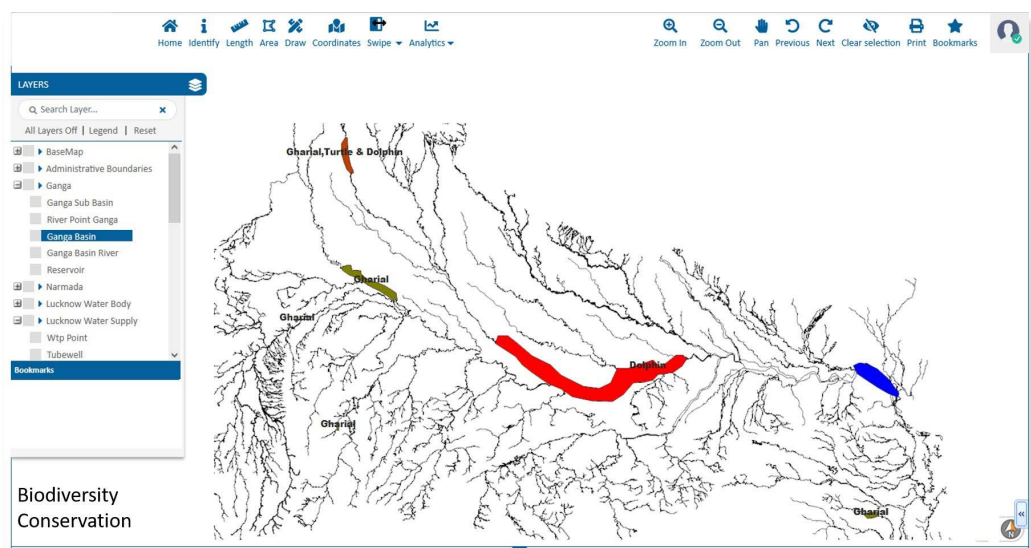 Home Identify Length Area Draw Coordinates Swipe Analytics
Zoom In Zoom Out Pan Previous Next Clear selection Print Bookmarks
LAYERS
Search Layer... x
All Layers Off | Legend | Reset
BaseMap
Administrative Boundaries
Ganga
Ganga Sub Basin
River Point Ganga
Ganga Basin
Ganga Basin River
Reservoir
Narmada
Lucknow Water Body
Lucknow Water Supply
Wtp Point
Tubewell
Bookmarks
Gharial,Turtle & Dolphin
Gharial
Gharial
Dolphin
Gharial
Gharial
Biodiversity
Conservation
N